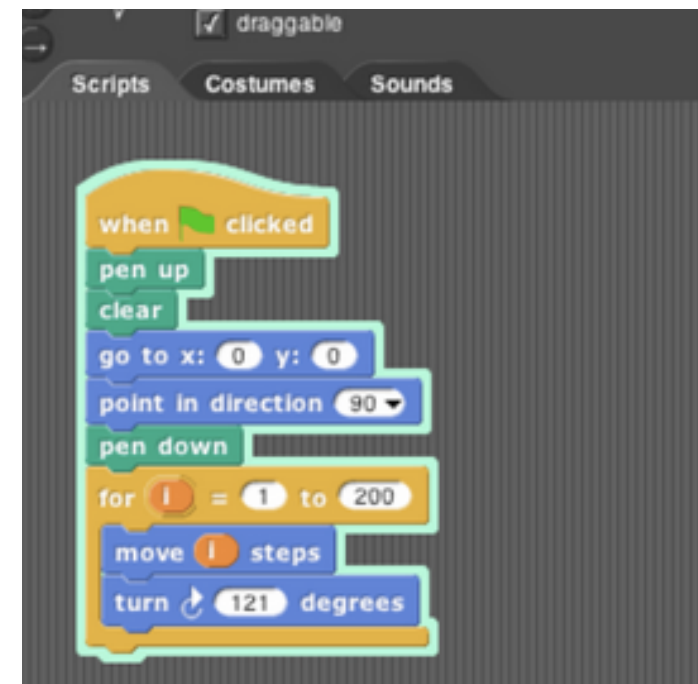 draggable
Scripts Costumes Sounds
when clicked
pen up
clear
go to x: 0 y: 0
point in direction 90
pen down
for i = 1 to 200
move i steps
turn 121 degrees